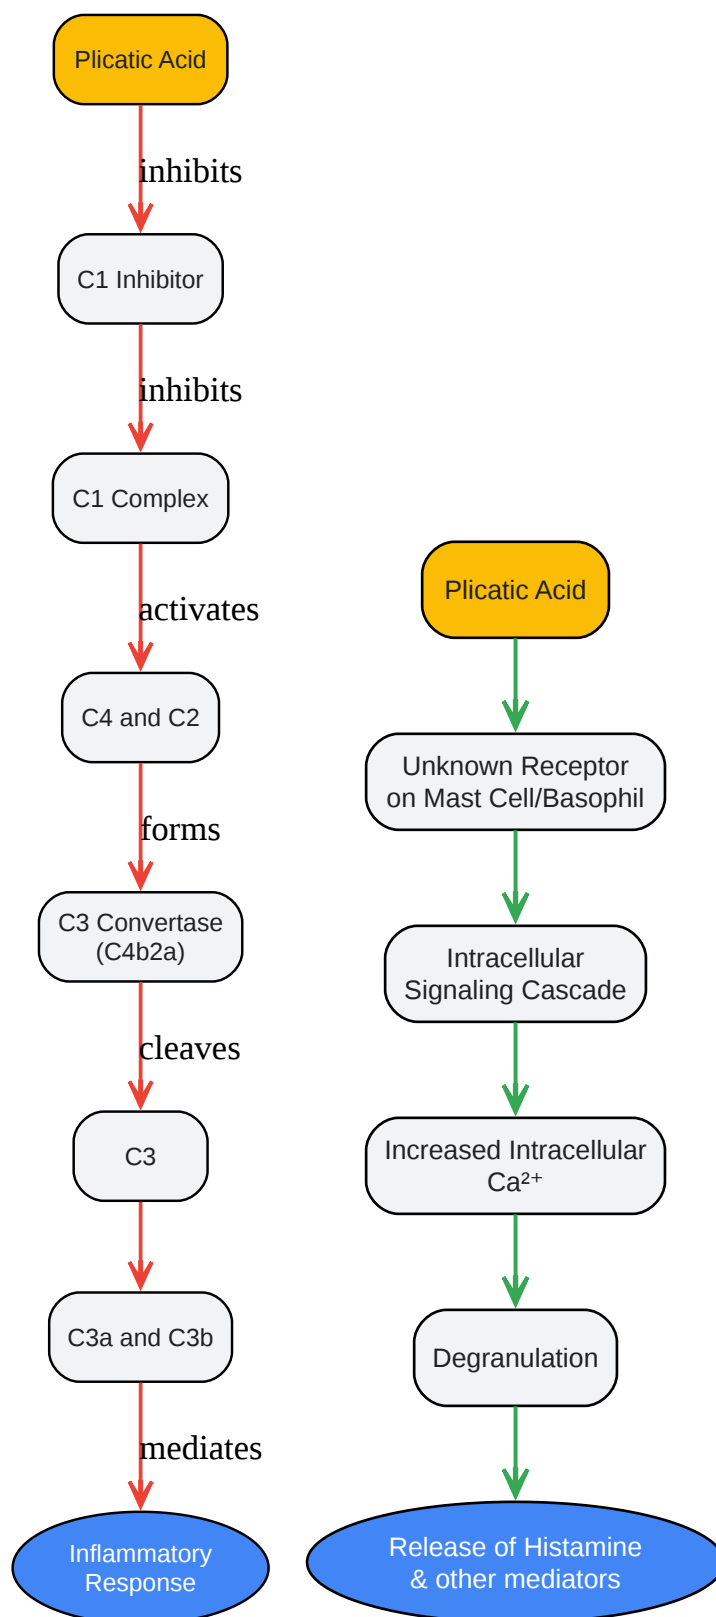 Plicatic Acid
inhibits
C1 Inhibitor
inhibits
C1 Complex
activates
C4 and C2
forms
C3 Convertase
(C4b2a)
cleaves
C3
C3a and C3b
mediates
Inflammatory
Response
Plicatic Acid
Unknown Receptor
on Mast Cell/Basophil
Intracellular
Signaling Cascade
Increased Intracellular
Ca²⁺
Degranulation
Release of Histamine
& other mediators